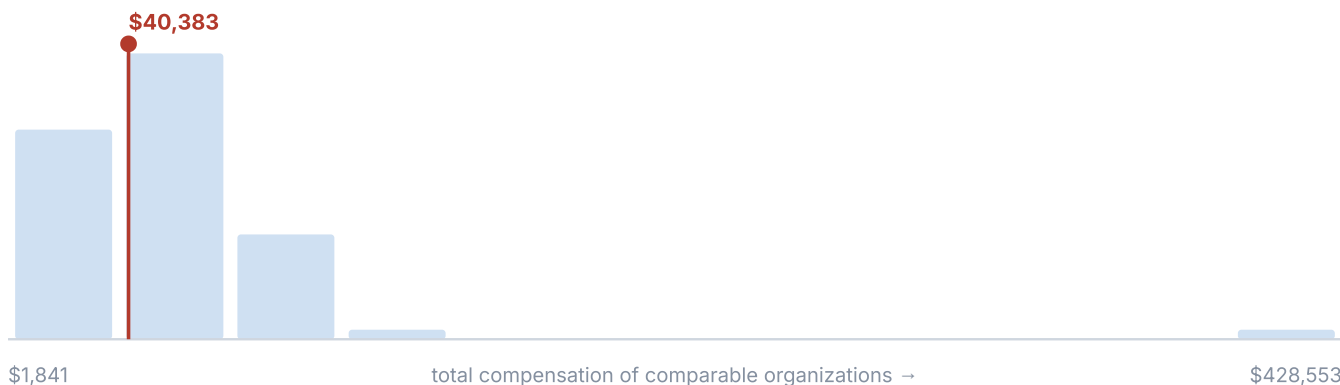 $40,383
$1,841 total compensation of comparable organizations → $428,553